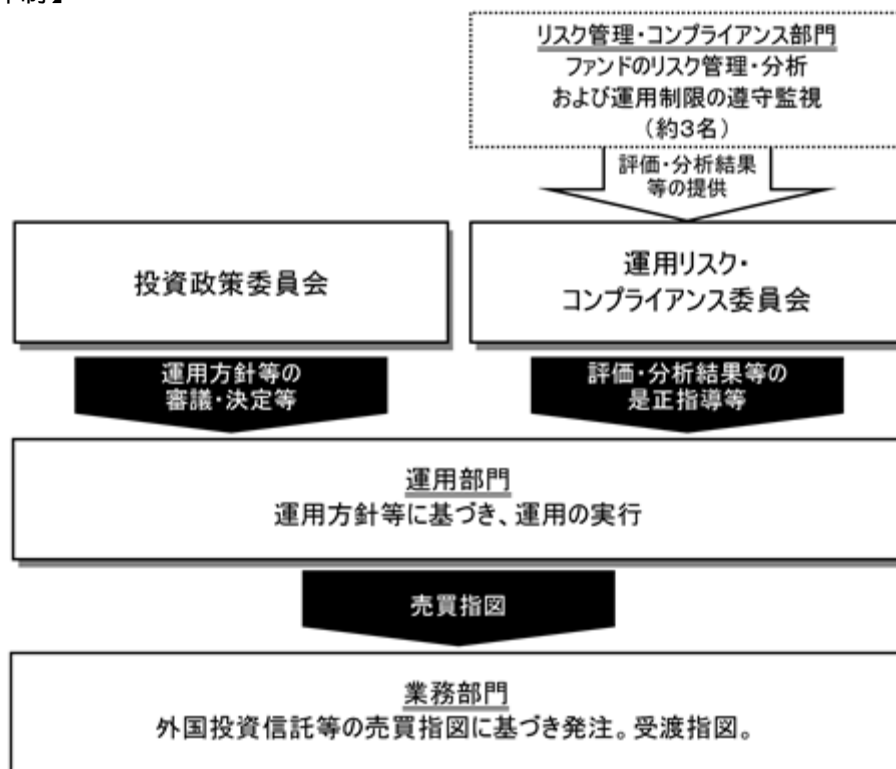 体制】
リスク管理・コンプライアンス部門
ファンドのリスク管理・分析
および運用制限の遵守監視
（約3名）
評価・分析結果
等の提供
投資政策委員会
運用リスク・
コンプライアンス委員会
運用方針等の
審議・決定等
評価・分析結果等の
是正指導等
運用部門
運用方針等に基づき、運用の実行
売買指図
業務部門
外国投資信託等の売買指図に基づき発注。受渡指図。